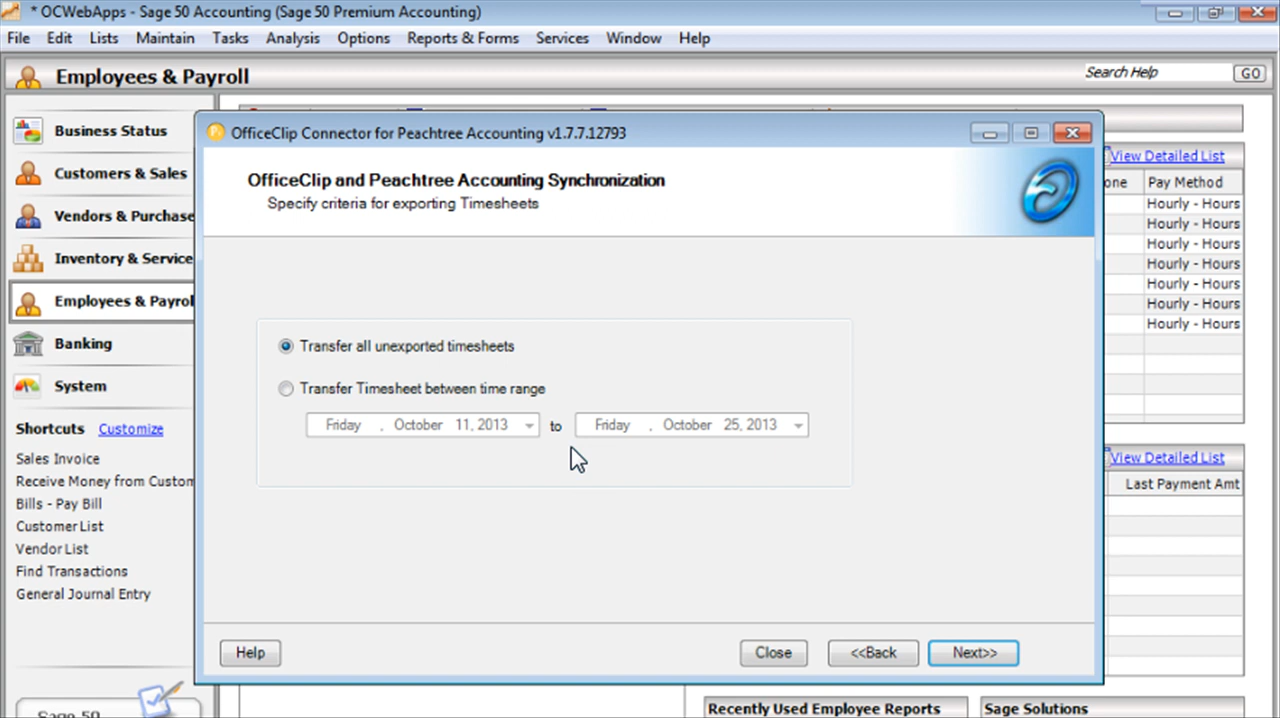 * OCWebApps - Sage 50 Accounting (Sage 50 Premium Accounting)
File Edit Lists Maintain Tasks Analysis Options Reports & Forms Services Window Help
Employees & Payroll
Search Help GO
Business Status
Customers & Sales
Vendors & Purchase
Inventory & Service
Employees & Payrol
Banking
System
Shortcuts Customize
Sales Invoice
Receive Money from Custom
Bills - Pay Bill
Customer List
Vendor List
Find Transactions
General Journal Entry
Sage 50
OfficeClip Connector for Peachtree Accounting v1.7.7.12793
OfficeClip and Peachtree Accounting Synchronization
Specify criteria for exporting Timesheets
Transfer all unexported timesheets
Transfer Timesheet between time range
Friday , October 11, 2013 to Friday , October 25, 2013
Help Close <<Back Next>>
View Detailed List
one Pay Method
Hourly - Hours
Hourly - Hours
Hourly - Hours
Hourly - Hours
Hourly - Hours
Hourly - Hours
Hourly - Hours
View Detailed List
Last Payment Amt
Recently Used Employee Reports
Sage Solutions